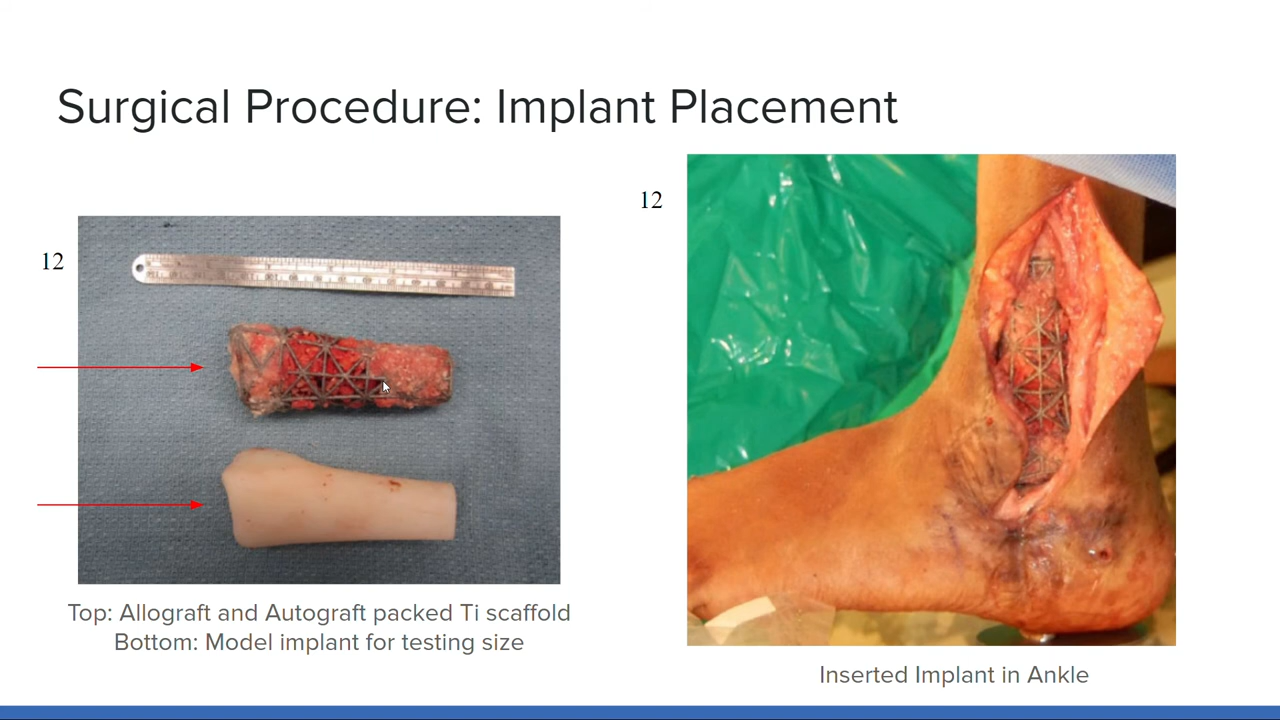 Surgical Procedure: Implant Placement
12
12
Top: Allograft and Autograft packed Ti scaffold
Bottom: Model implant for testing size
Inserted Implant in Ankle